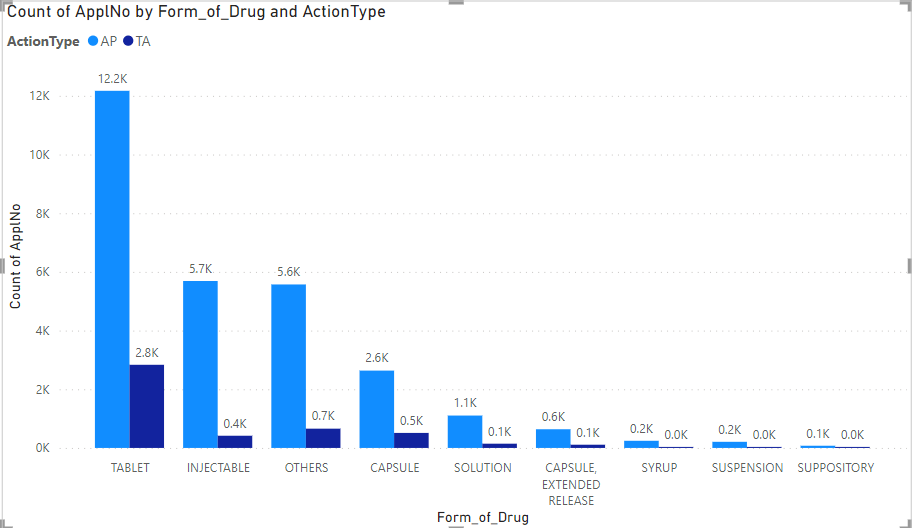 Count of ApplNo by Form_of_Drug and ActionType
ActionType AP TA
12.2K
12K
10K
8K
6K
4K
2K
0K
Count of ApplNo
2.8K
5.7K
0.4K
5.6K
0.7K
2.6K
0.5K
1.1K
0.1K
0.6K
0.1K
0.2K
0.0K
0.2K
0.0K
0.1K
0.0K
TABLET
INJECTABLE
OTHERS
CAPSULE
SOLUTION
CAPSULE,
EXTENDED
RELEASE
SYRUP
SUSPENSION
SUPPOSITORY
Form_of_Drug